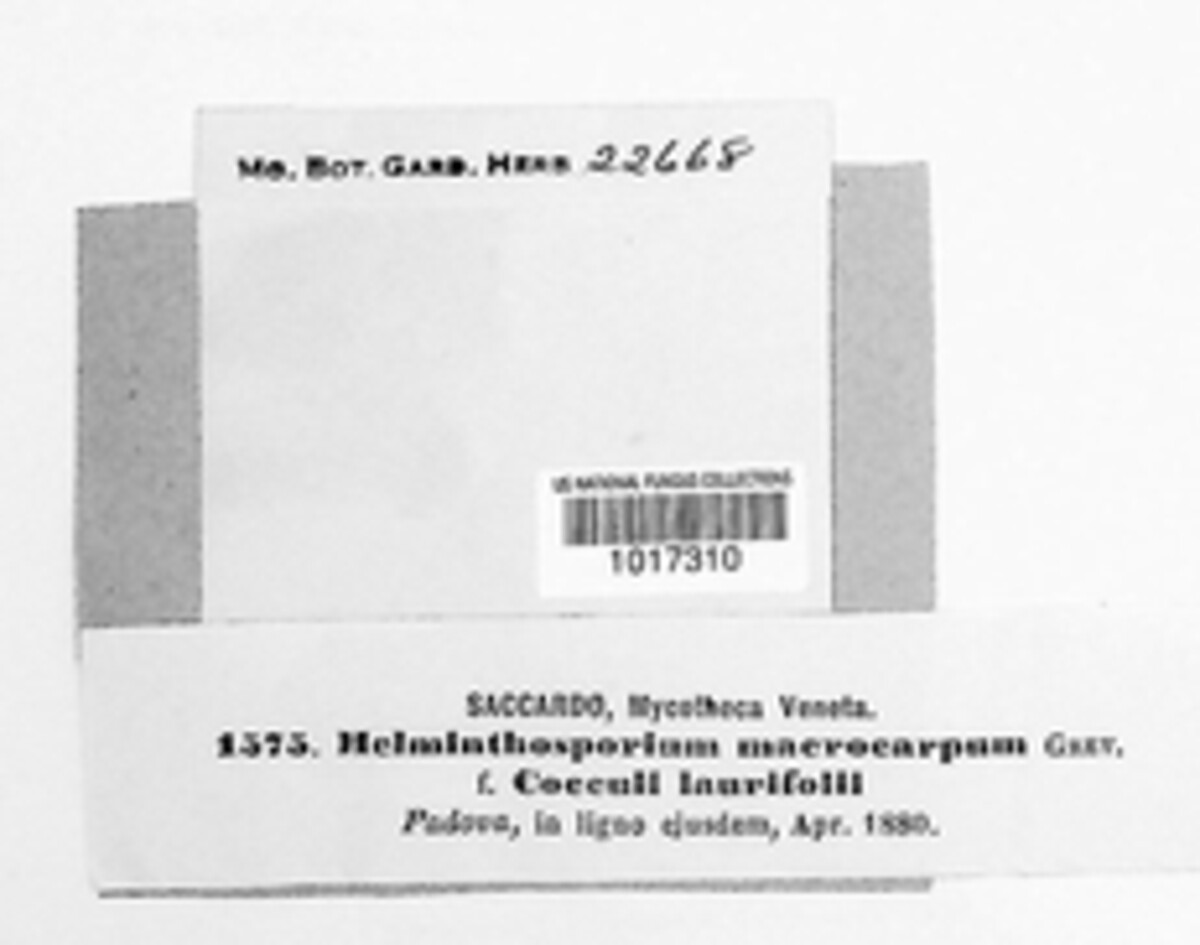 Mo. Bot. Gard. Herb. 22668
US NATIONAL FUNGUS COLLECTIONS
1017310
SACCARDO, Mycotheca Veneta.
1575. Helminthosporium macrocarpum Grev.
f. Cocculi laurifolii
Padova, in ligno ejusdem, Apr. 1880.